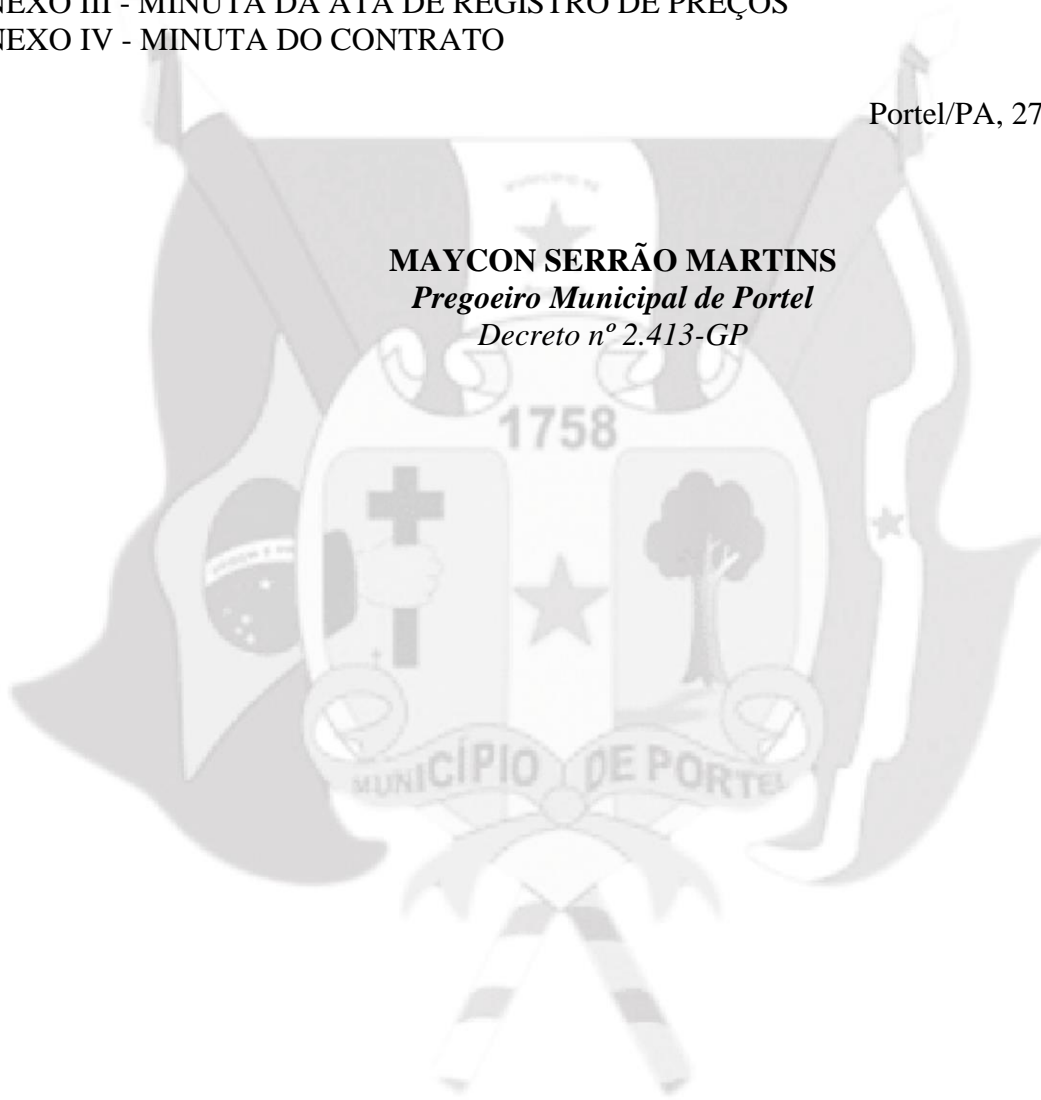 NEXO III - MINUTA DA ATA DE REGISTRO DE PREÇOS
NEXO IV - MINUTA DO CONTRATO
Portel/PA, 27
MAYCON SERRÃO MARTINS
Pregoeiro Municipal de Portel
Decreto nº 2.413-GP
1758
MUNICÍPIO DE PORTEL